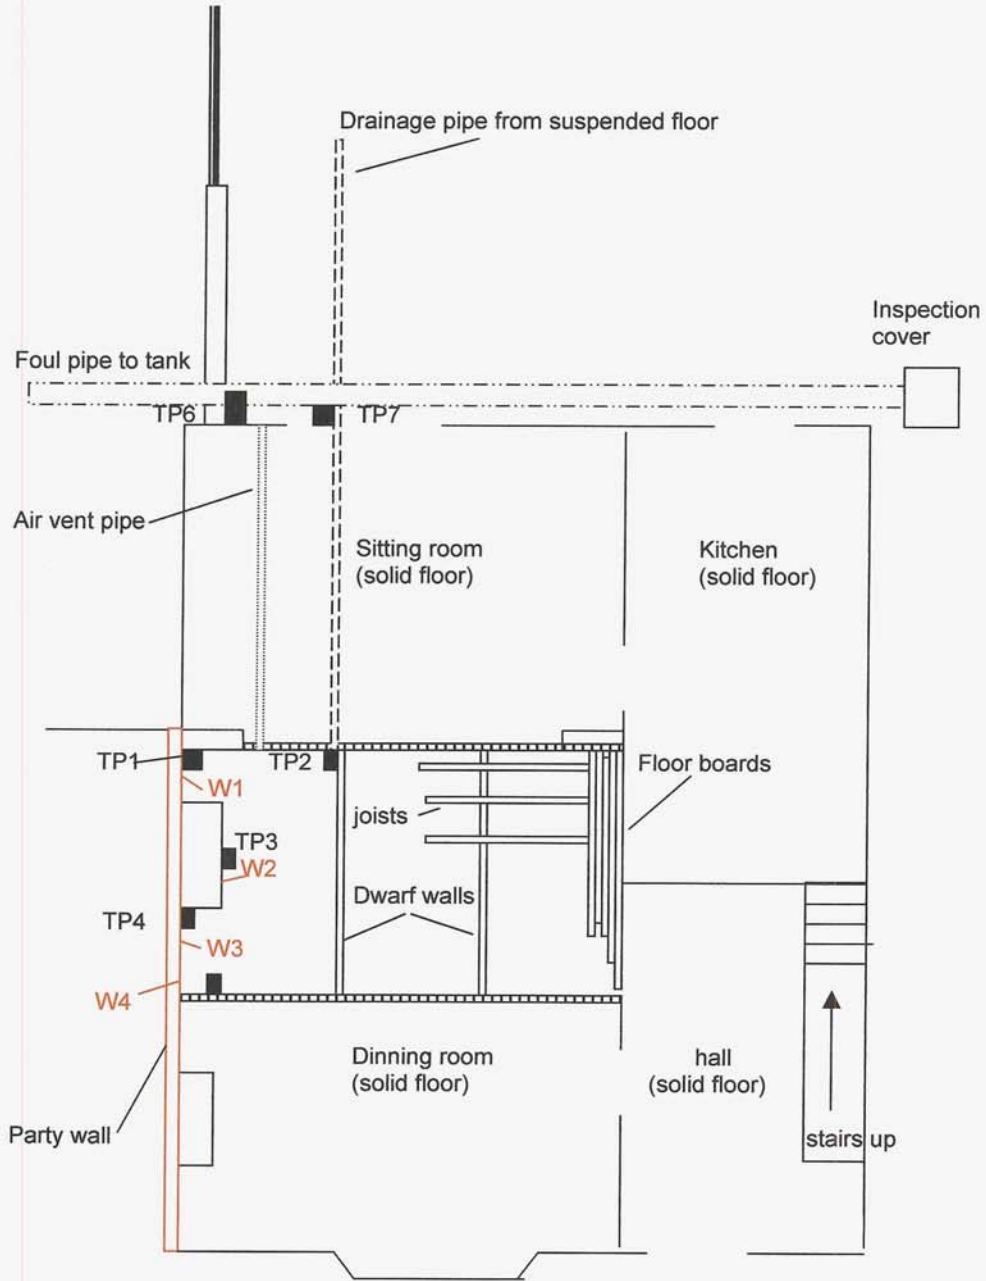 Drainage pipe from suspended floor
Inspection
cover
Foul pipe to tank
TP6
TP7
Air vent pipe
Sitting room
(solid floor)
Kitchen
(solid floor)
TP1
TP2
Floor boards
W1
joists
TP3
W2
Dwarf walls
TP4
W3
W4
Dinning room
(solid floor)
hall
(solid floor)
Party wall
stairs up